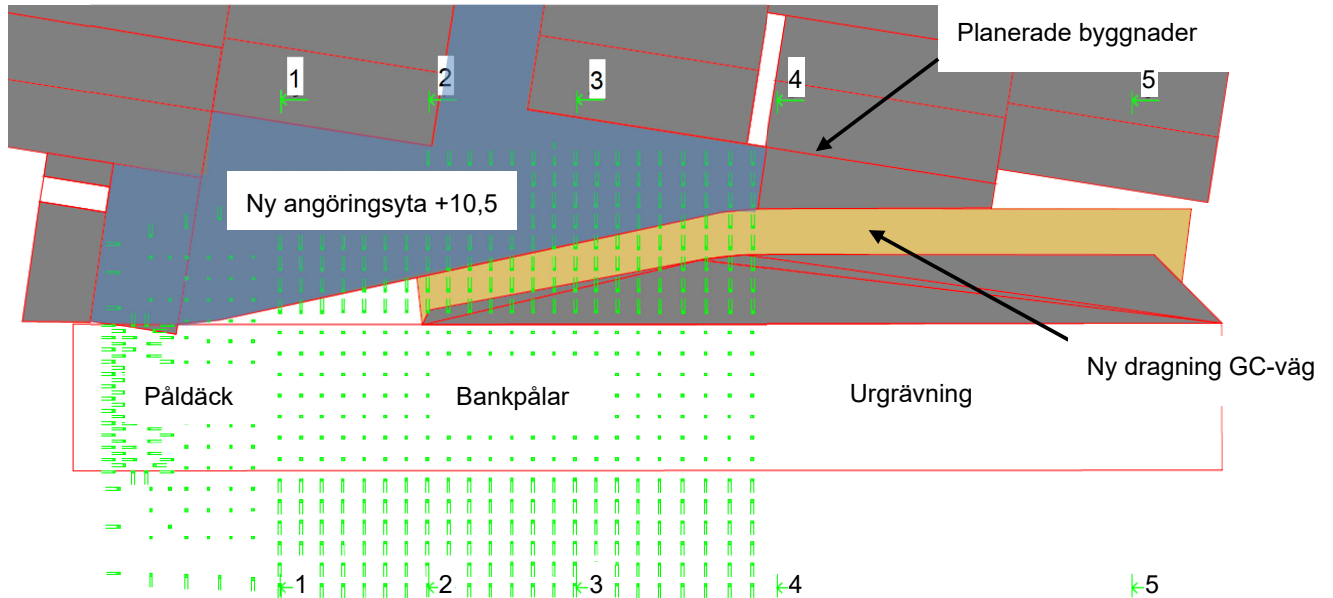 Planerade byggnader
1 2 3 4 5
Ny angöringsyta +10,5
Ny dragning GC-väg
Påldäck Bankpålar Urgrävning
1 2 3 4 5